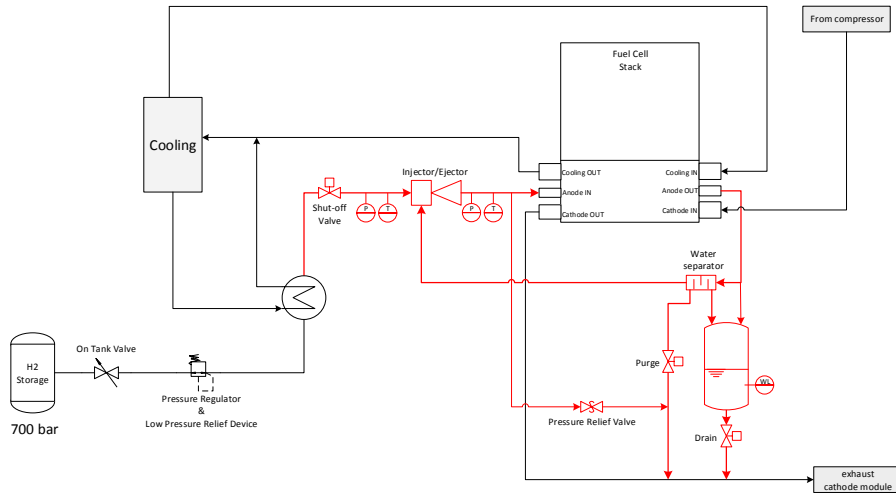 From compressor
Fuel Cell
Stack
Cooling
Cooling OUT
Cooling IN
Injector/Ejector
Anode IN
Anode OUT
P
T
P
T
Shut-off
Valve
Cathode OUT
Cathode IN
Water
separator
On Tank Valve
H2
Storage
Purge
WL
Pressure Regulator
&
Low Pressure Relief Device
700 bar
Pressure Relief Valve
Drain
exhaust
cathode module